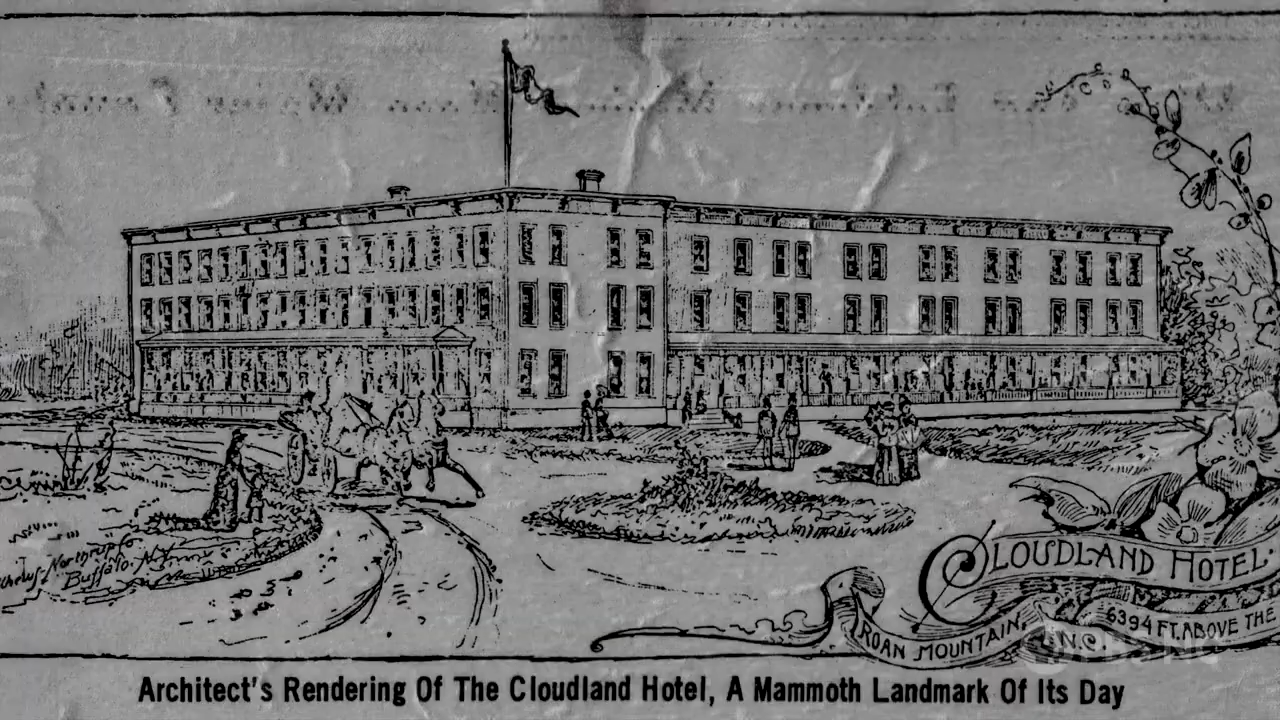 Buffalo. N.Y.
CLOUDLAND HOTEL.
ROAN MOUNTAIN, N.C. 6394 FT. ABOVE THE
Architect's Rendering Of The Cloudland Hotel, A Mammoth Landmark Of Its Day